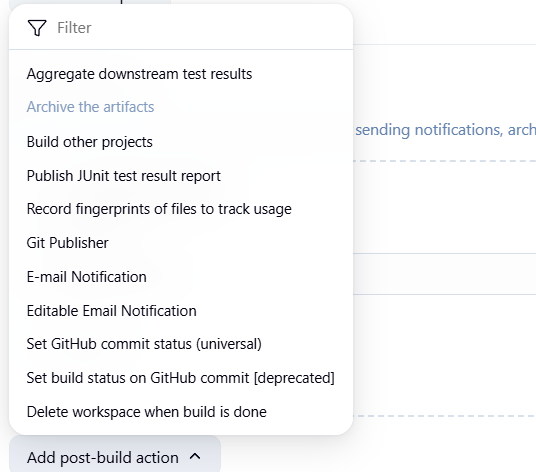 Filter
Aggregate downstream test results
Archive the artifacts
sending notifications, arch
Build other projects
Publish JUnit test result report
Record fingerprints of files to track usage
Git Publisher
E-mail Notification
Editable Email Notification
Set GitHub commit status (universal)
Set build status on GitHub commit [deprecated]
Delete workspace when build is done
Add post-build action